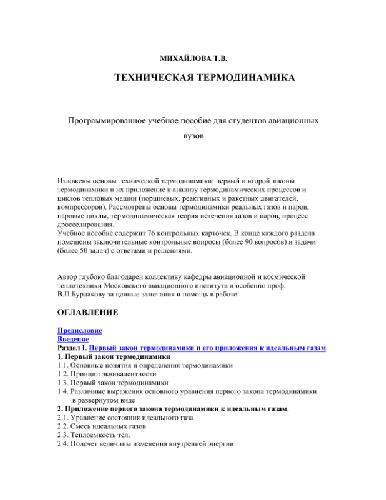 МИХАЙЛОВА Т.В.
ТЕХНИЧЕСКАЯ ТЕРМОДИНАМИКА
Программированное учебное пособие для студентов авиационных
вузов
Изложены основы технической термодинамики: первый и второй законы
термодинамики и их приложение к анализу термодинамических процессов и
циклов тепловых машин (поршневых, реактивных и ракетных двигателей,
компрессоров). Рассмотрены основы термодинамики реальных газов и паров,
паровые циклы, термодинамическая теория истечения газов и паров, процесс
дросселирования.
Учебное пособие содержит 76 контрольных карточек. В конце каждого раздела
помещены заключительные контрольные вопросы (более 90 вопросов) и задачи
(более 50 задач) с ответами и решениями.
Автор глубоко благодарен коллективу кафедры авиационной и космической
теплотехники Московского авиационного института и особенно проф.
В.П.Бурдакову за ценные замечания и помощь в работе
ОГЛАВЛЕНИЕ
Предисловие
Введение
Раздел I. Первый закон термодинамики и его приложения к идеальным газам
1. Первый закон термодинамики
1.1. Основные понятия и определения термодинамики
1.2. Принцип эквивалентности
1.3. Первый закон термодинамики
1.4. Различные выражения основного уравнения первого закона термодинамики
в развернутом виде
2. Приложение первого закона термодинамики к идеальным газам.
2.1. Уравнение состояния идеального газа
2.2. Смесь идеальных газов
2.3. Теплоемкость тел.
2.4. Подсчет величины изменения внутренней энергии